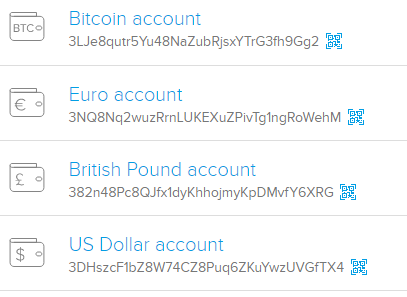 BTC
Bitcoin account
3LJe8qutr5Yu48NaZubRjsxYTrG3fh9Gg2
€
Euro account
3NQ8Nq2wuzRrnLUKEXuZPivTg1ngRoWehM
£
British Pound account
382n48Pc8QJfx1dyKhhojmyKpDMvfY6XRG
$
US Dollar account
3DHszcF1bZ8W74CZ8Puq6ZKuYwzUVGfTX4